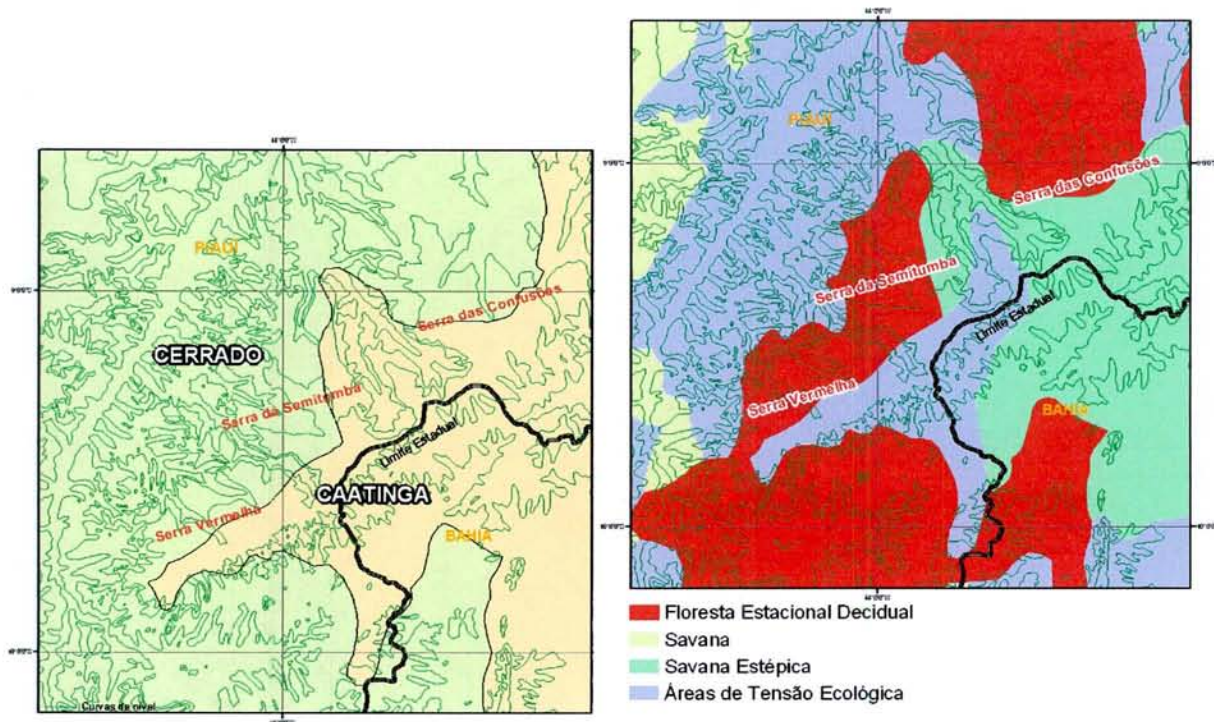 PIAUÍ
CERRADO
Serra das Confusões
Serra da Semitumba
Limite Estadual
CAATINGA
Serra Vermelha
BAHIA
Curvas de nível
PIAUÍ
Serra das Confusões
Serra da Semitumba
Limite Estadual
Serra Vermelha
BAHIA
Floresta Estacional Decidual
Savana
Savana Estépica
Áreas de Tensão Ecológica